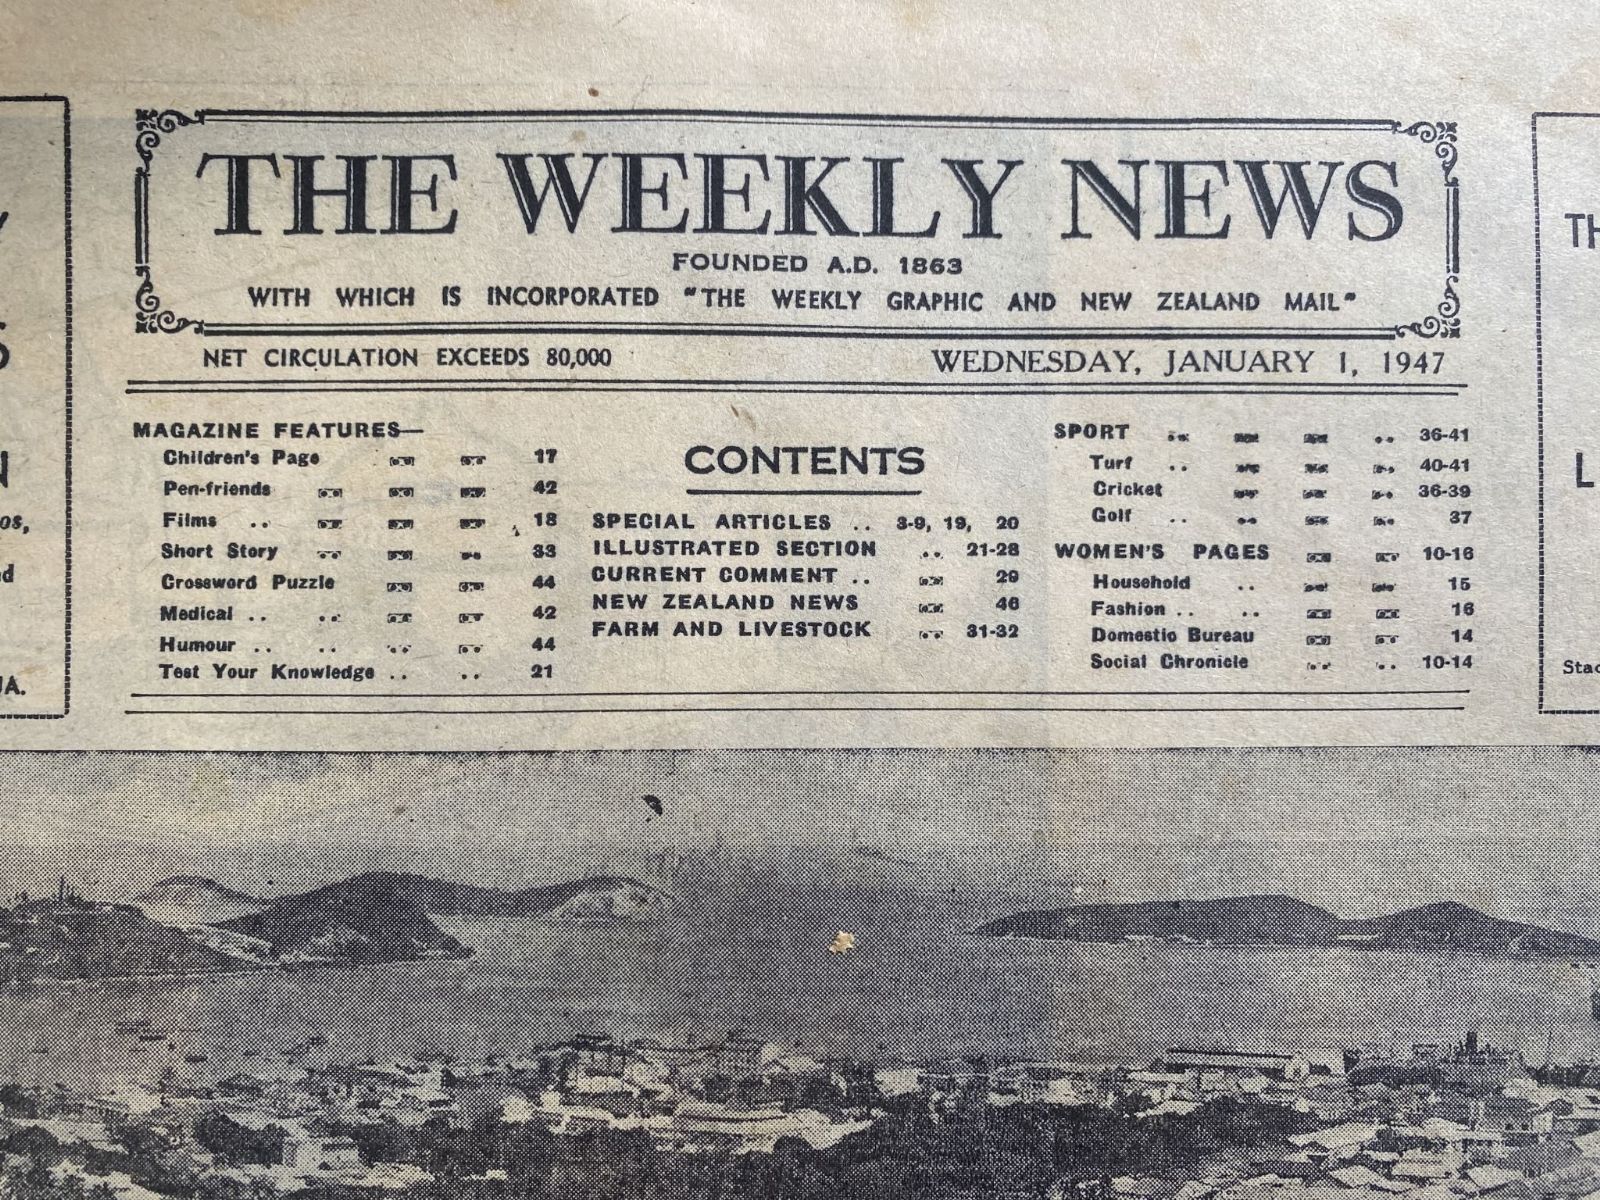 THE WEEKLY NEWS
FOUNDED A.D. 1863
WITH WHICH IS INCORPORATED "THE WEEKLY GRAPHIC AND NEW ZEALAND MAIL"
NET CIRCULATION EXCEEDS 80,000
WEDNESDAY, JANUARY 1, 1947
MAGAZINE FEATURES—
Children's Page .. .. 17
Pen-friends .. .. .. 42
Films .. .. .. .. 18
Short Story .. .. .. 33
Crossword Puzzle .. .. 44
Medical .. .. .. .. 42
Humour .. .. .. .. 44
Test Your Knowledge .. .. 21
CONTENTS
SPECIAL ARTICLES .. 3-9, 19, 20
ILLUSTRATED SECTION .. 21-28
CURRENT COMMENT .. .. 29
NEW ZEALAND NEWS .. 46
FARM AND LIVESTOCK .. 31-32
SPORT .. .. .. .. 36-41
Turf .. .. .. .. 40-41
Cricket .. .. .. 36-39
Golf .. .. .. .. 37
WOMEN'S PAGES .. .. 10-16
Household .. .. .. 15
Fashion .. .. .. .. 16
Domestic Bureau .. .. 14
Social Chronicle .. .. 10-14